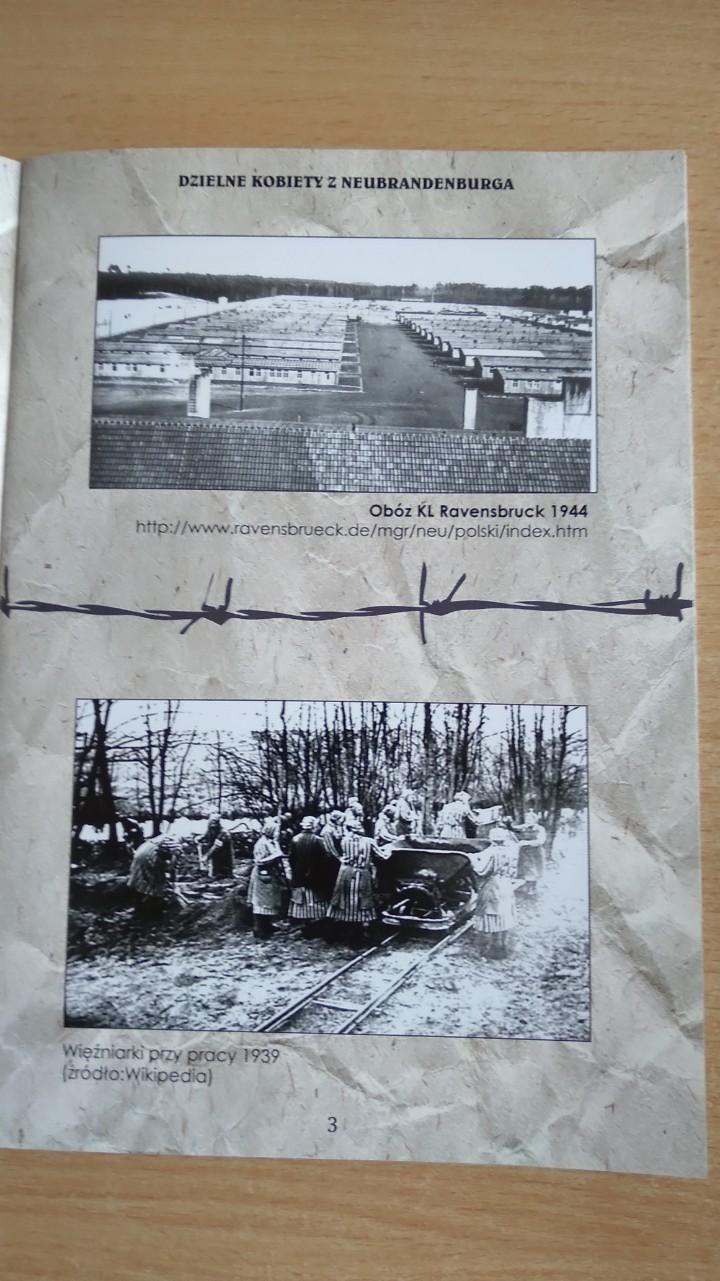 DZIELNE KOBIETY Z NEUBRANDENBURGA
Obóz KL Ravensbruck 1944
http://www.ravensbrueck.de/mgr/neu/polski/index.htm
Więźniarki przy pracy 1939
(źródło:Wikipedia)
3